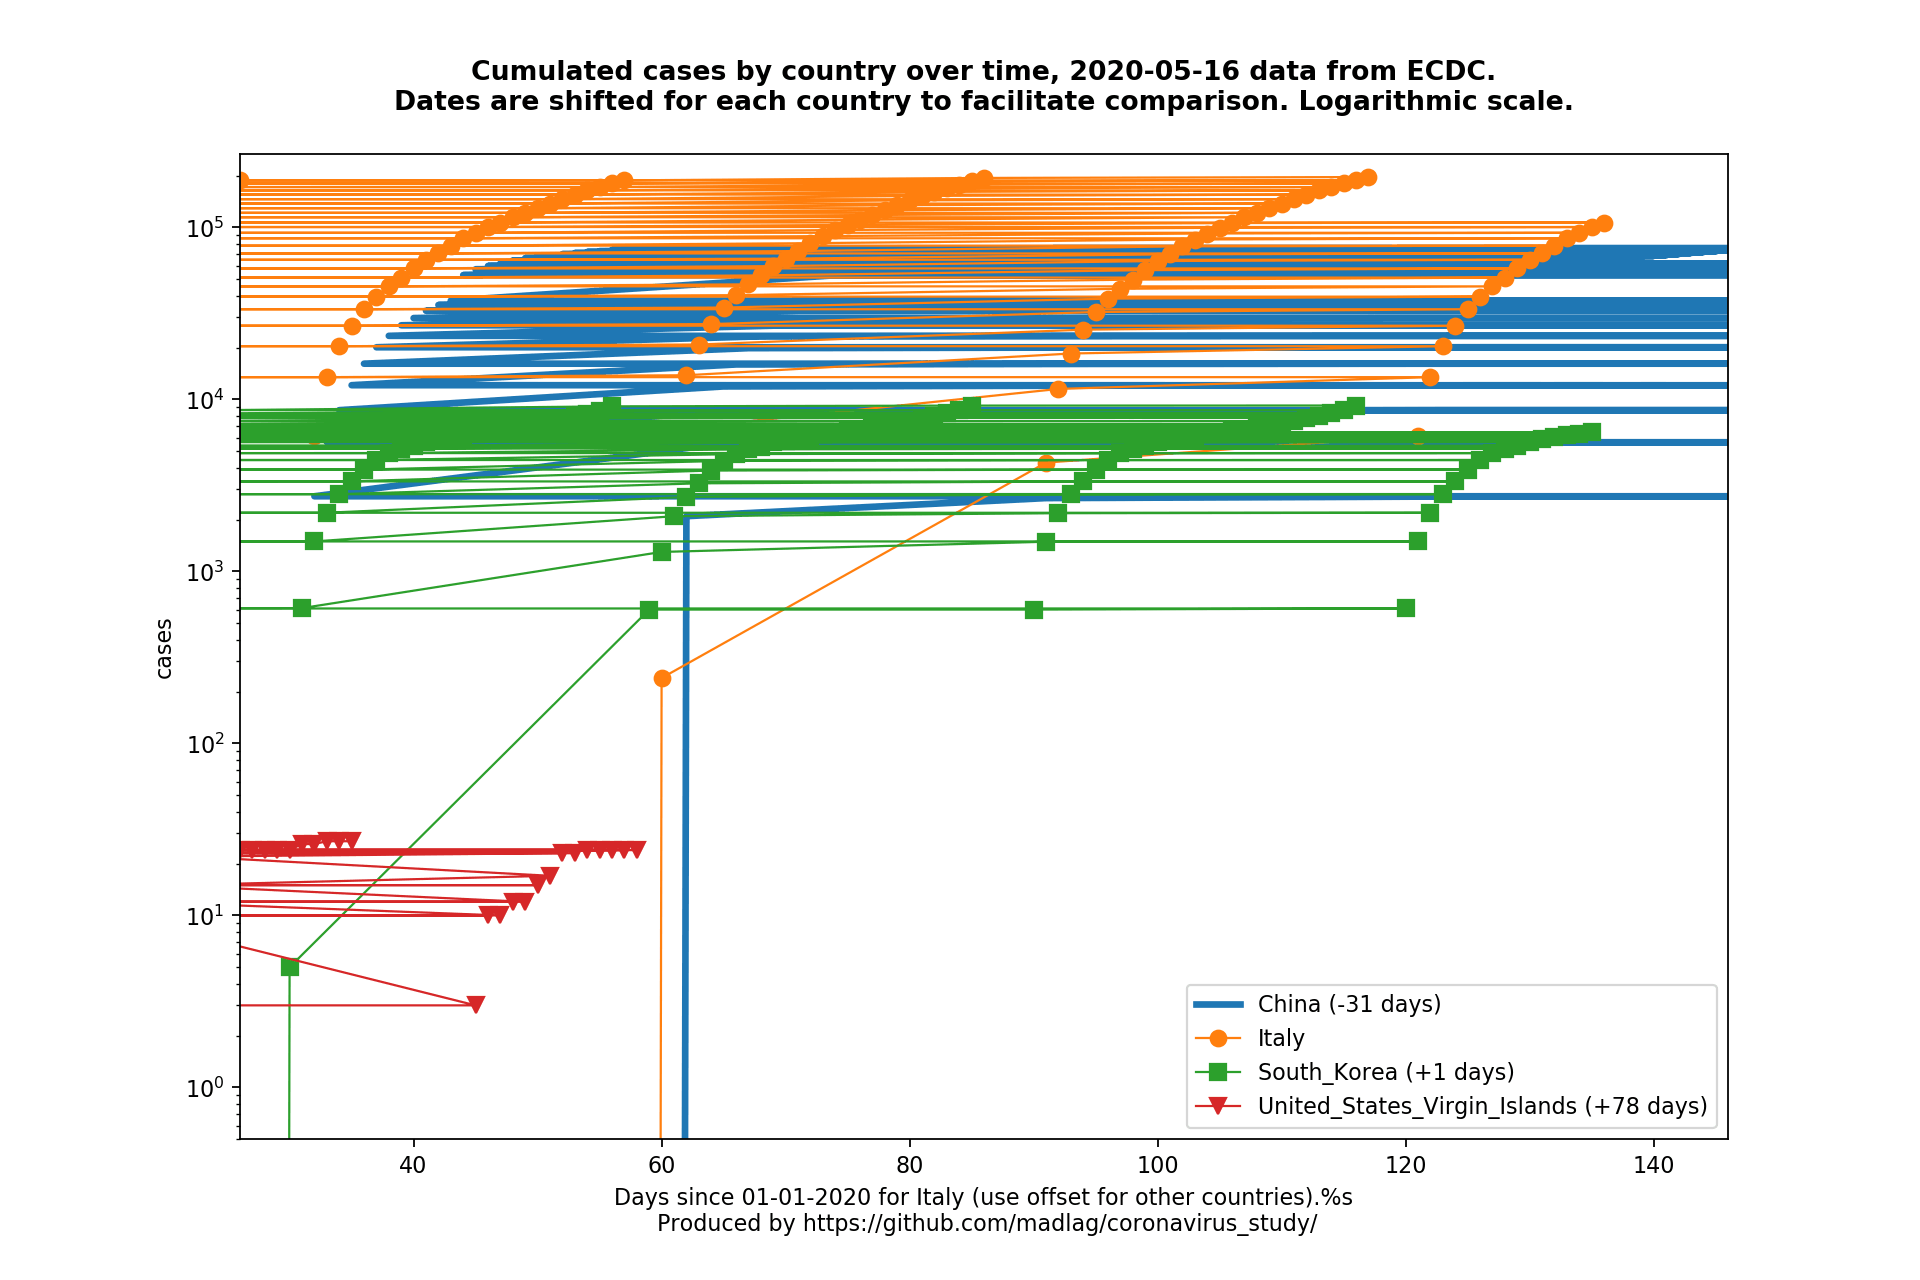 Cumulated cases by country over time, 2020-05-16 data from ECDC.
Dates are shifted for each country to facilitate comparison. Logarithmic scale.
10^5
10^4
10^3
10^2
10^1
10^0
cases
40 60 80 100 120 140
China (-31 days)
Italy
South_Korea (+1 days)
United_States_Virgin_Islands (+78 days)
Days since 01-01-2020 for Italy (use offset for other countries).%s
Produced by https://github.com/madlag/coronavirus_study/